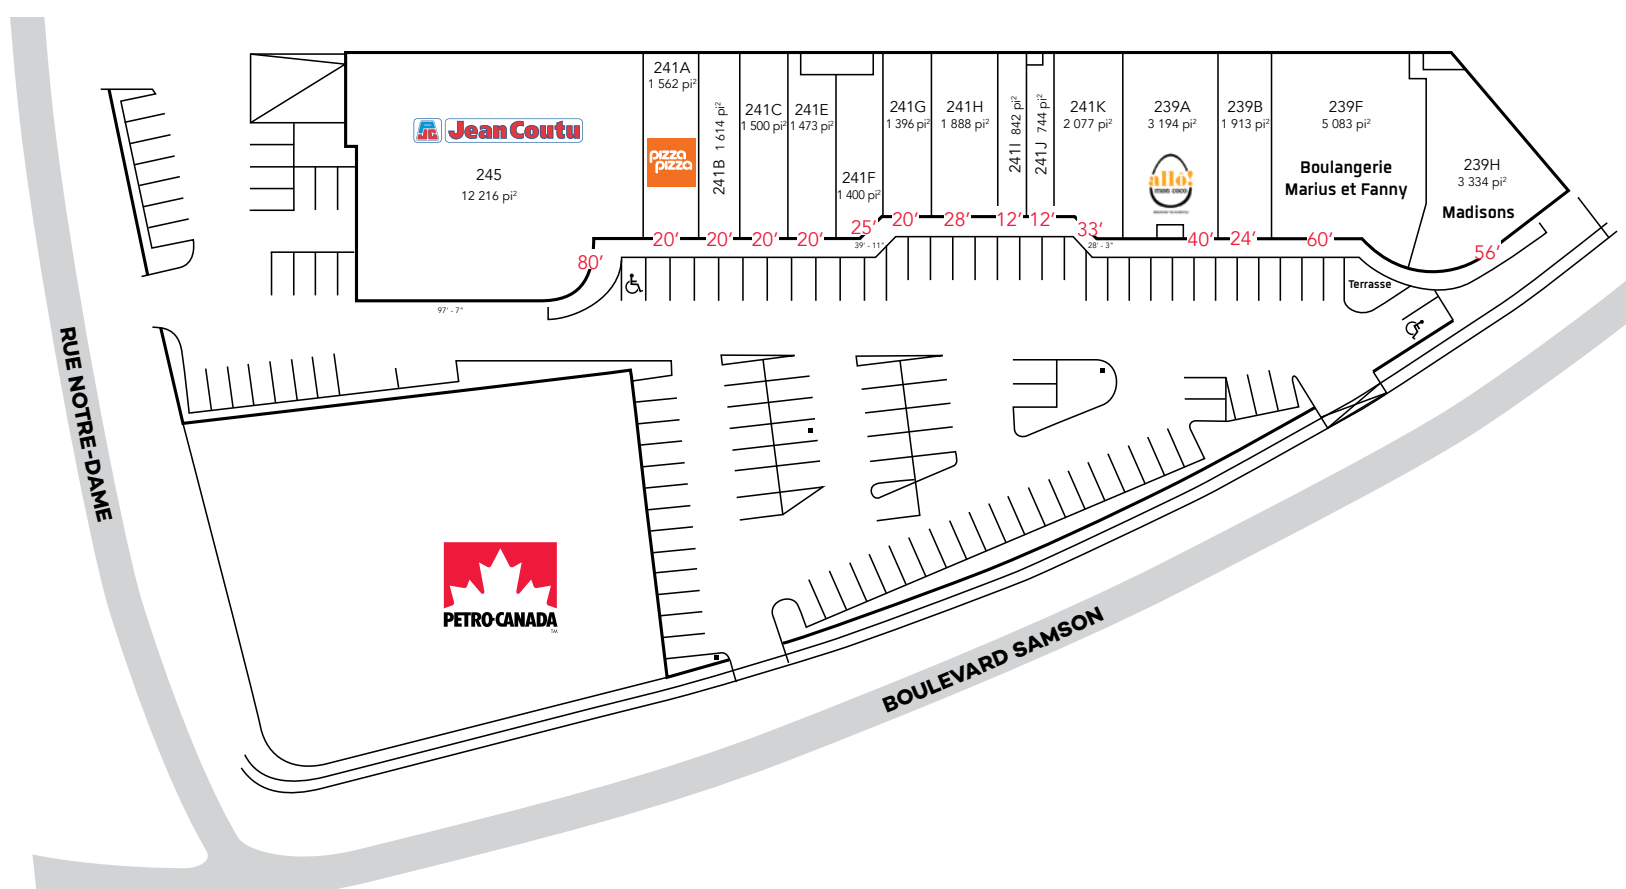 Jean Coutu
245
12 216 pi²
241A
1 562 pi²
pizza
pizza
241B 1 614 pi²
241C
1 500 pi²
241E
1 473 pi²
241F
1 400 pi²
241G
1 396 pi²
241H
1 888 pi²
241I 842 pi²
241J 744 pi²
241K
2 077 pi²
239A
3 194 pi²
allô!
mon coco
239B
1 913 pi²
239F
5 083 pi²
Boulangerie
Marius et Fanny
239H
3 334 pi²
Madisons
80'
20'
20'
20'
20'
25'
20'
28'
12'
12'
33'
40'
24'
60'
56'
39' - 11"
28' - 3"
97' - 7"
Terrasse
RUE NOTRE-DAME
PETRO-CANADA
TM
BOULEVARD SAMSON